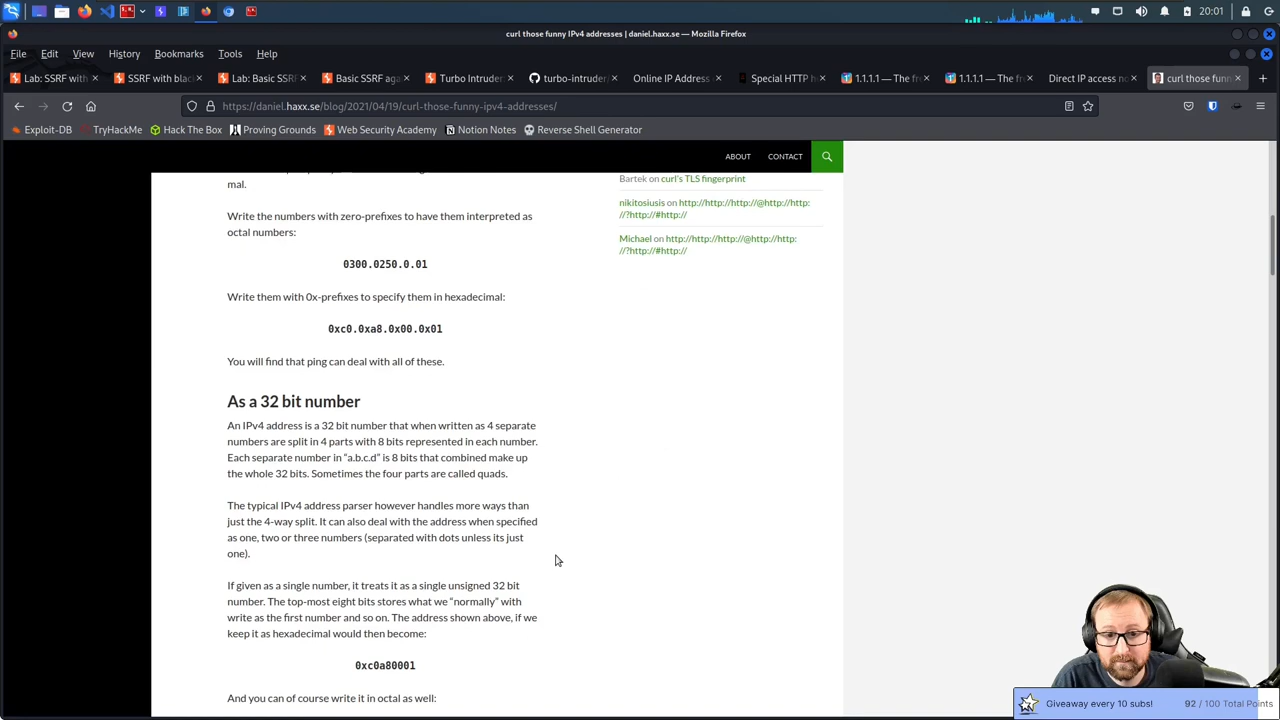 20:01
curl those funny IPv4 addresses | daniel.haxx.se — Mozilla Firefox
File Edit View History Bookmarks Tools Help
Lab: SSRF with
SSRF with blac
Lab: Basic SSRF
Basic SSRF aga
Turbo Intruder:
turbo-intruder/
Online IP Address
Special HTTP h
1.1.1.1 — The fre
1.1.1.1 — The fre
Direct IP access no
curl those funn
https://daniel.haxx.se/blog/2021/04/19/curl-those-funny-ipv4-addresses/
Exploit-DB TryHackMe Hack The Box Proving Grounds Web Security Academy Notion Notes Reverse Shell Generator
ABOUT CONTACT
mal.
Write the numbers with zero-prefixes to have them interpreted as
octal numbers:
0300.0250.0.01
Write them with 0x-prefixes to specify them in hexadecimal:
0xc0.0xa8.0x00.0x01
You will find that ping can deal with all of these.
As a 32 bit number
An IPv4 address is a 32 bit number that when written as 4 separate
numbers are split in 4 parts with 8 bits represented in each number.
Each separate number in “a.b.c.d” is 8 bits that combined make up
the whole 32 bits. Sometimes the four parts are called quads.
The typical IPv4 address parser however handles more ways than
just the 4-way split. It can also deal with the address when specified
as one, two or three numbers (separated with dots unless its just
one).
If given as a single number, it treats it as a single unsigned 32 bit
number. The top-most eight bits stores what we “normally” with
write as the first number and so on. The address shown above, if we
keep it as hexadecimal would then become:
0xc0a80001
And you can of course write it in octal as well:
Bartek on curl’s TLS fingerprint
nikitosiusis on http://http://http://@http://http:
//?http://#http://
Michael on http://http://http://@http://http:
//?http://#http://
Giveaway every 10 subs! 92 / 100 Total Points